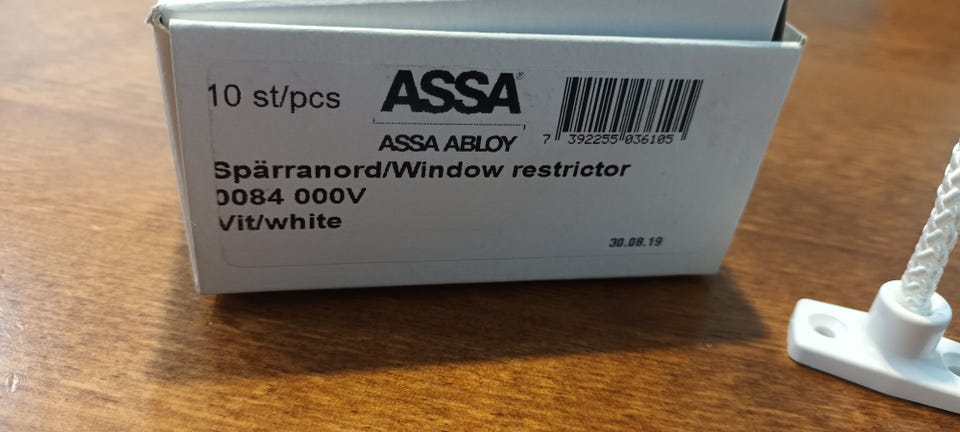 10 st/pcs
ASSA®
ASSA ABLOY
7 392255 036105
Spärranord/Window restrictor
0084 000V
Vit/white
30.08.19